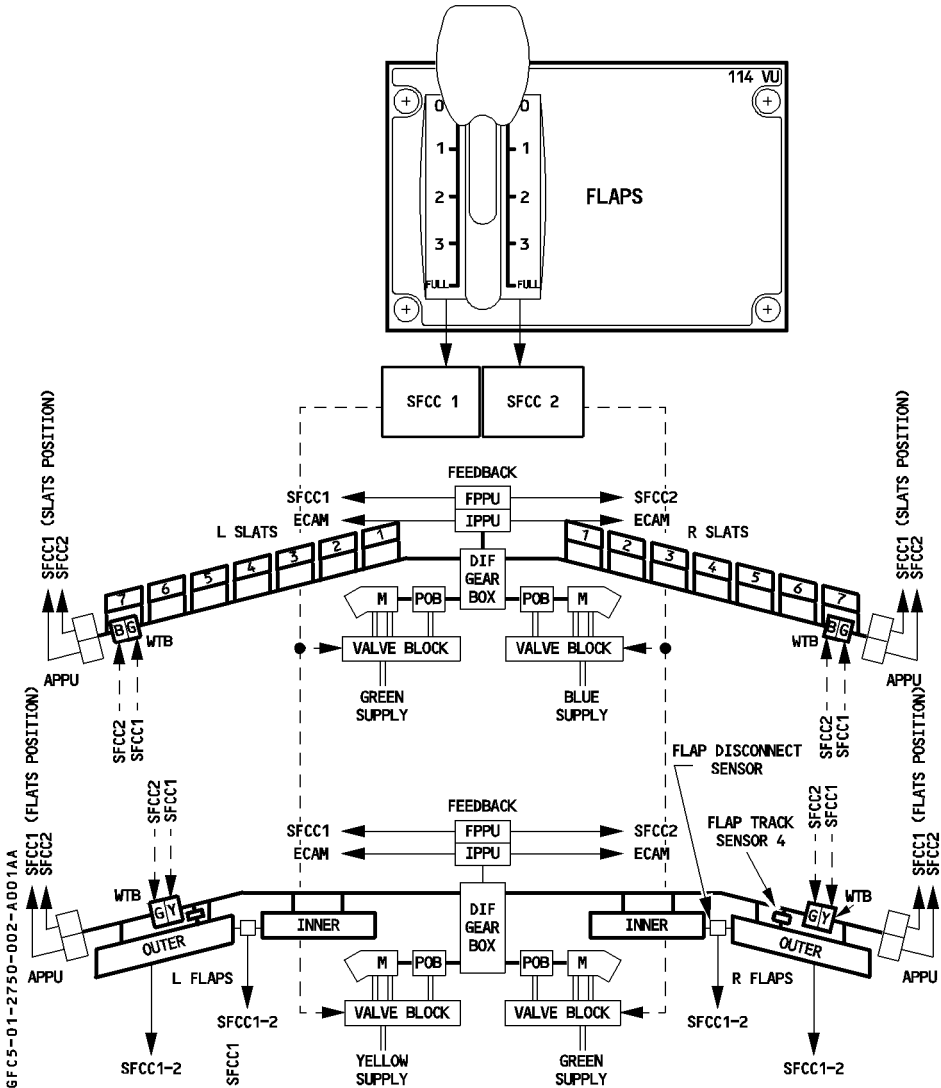 114 VU
0 0
1 1
2 2
3 3
FULL FULL
FLAPS
SFCC 1 SFCC 2
FEEDBACK
SFCC1 FPPU SFCC2
ECAM IPPU ECAM
L SLATS
R SLATS
7 6 5 4 3 2 1
1 2 3 4 5 6 7
DIF
GEAR
BOX
M POB
POB M
VALVE BLOCK
VALVE BLOCK
GREEN
SUPPLY
BLUE
SUPPLY
B G
WTB
B G
WTB
APPU
APPU
SFCC1 (SLATS POSITION)
SFCC2
SFCC1 (SLATS POSITION)
SFCC2
SFCC2
SFCC1
SFCC2
SFCC1
FLAP DISCONNECT
SENSOR
FLAP TRACK
SENSOR 4
SFCC1 (FLATS POSITION)
SFCC2
SFCC1 (FLAPS POSITION)
SFCC2
SFCC2
SFCC1
SFCC2
SFCC1
FEEDBACK
SFCC1 FPPU SFCC2
ECAM IPPU ECAM
WTB
G Y
G Y
WTB
DIF
GEAR
BOX
OUTER
INNER
INNER
OUTER
APPU
APPU
L FLAPS
R FLAPS
M POB
POB M
VALVE BLOCK
VALVE BLOCK
YELLOW
SUPPLY
GREEN
SUPPLY
SFCC1-2
SFCC1-2
SFCC1
SFCC1-2
SFCC1-2
GFC5-01-2750-002-A001AA